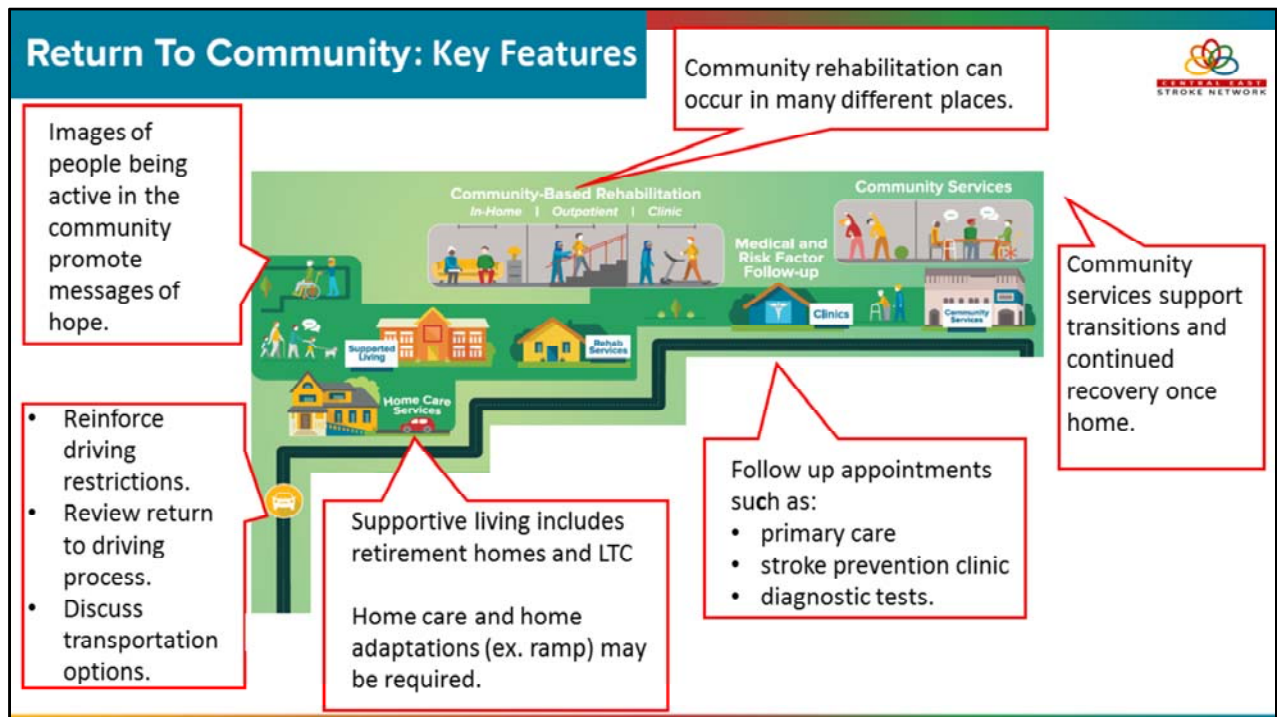 Return To Community: Key Features
CENTRAL EAST
STROKE NETWORK
Community rehabilitation can
occur in many different places.
Images of
people being
active in the
community
promote
messages of
hope.
Community-Based Rehabilitation
In-Home | Outpatient | Clinic
Community Services
Medical and
Risk Factor
Follow-up
Clinics
Community
Services
Supported
Living
Rehab
Services
Home Care
Services
Community
services support
transitions and
continued
recovery once
home.
• Reinforce
driving
restrictions.
• Review return
to driving
process.
• Discuss
transportation
options.
Supportive living includes
retirement homes and LTC
Home care and home
adaptations (ex. ramp) may
be required.
Follow up appointments
such as:
• primary care
• stroke prevention clinic
• diagnostic tests.